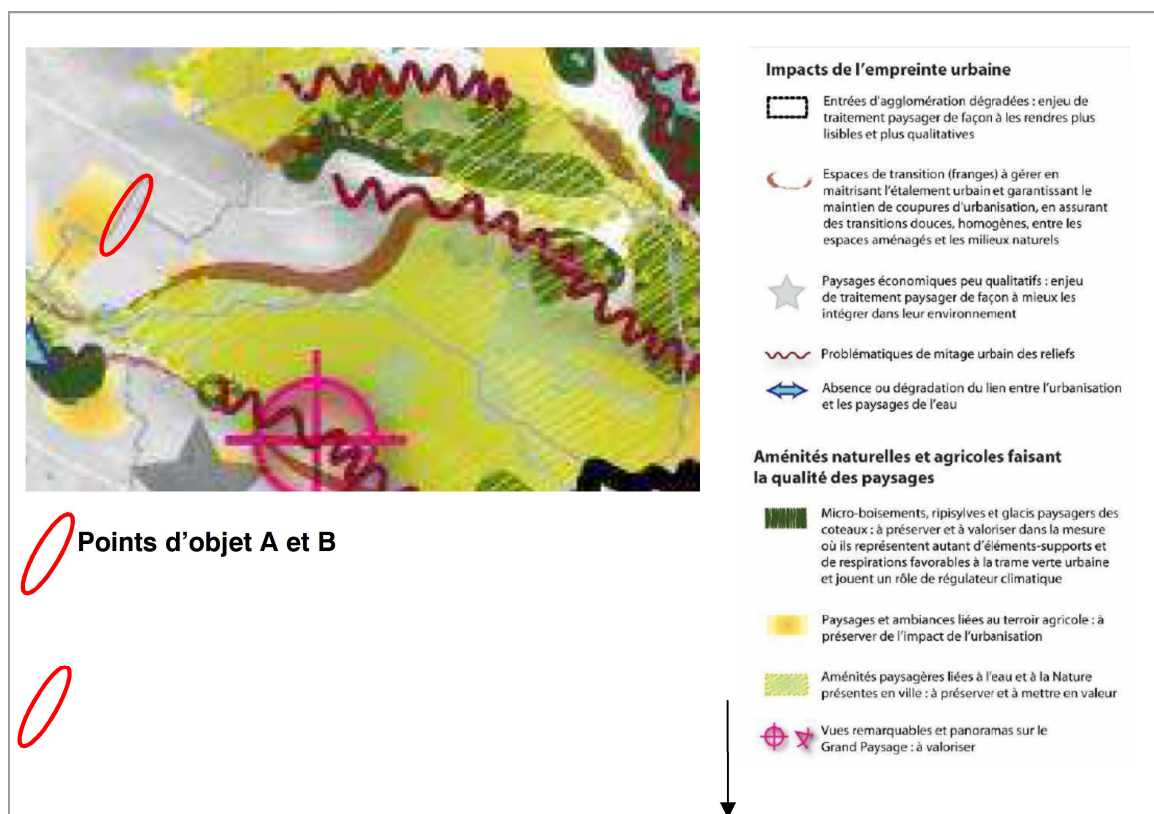 Impacts de l'empreinte urbaine
Entrées d'agglomération dégradées : enjeu de
traitement paysager de façon à les rendres plus
lisibles et plus qualitatives
Espaces de transition (franges) à gérer en
maîtrisant l'étalement urbain et garantissant le
maintien de coupures d'urbanisation, en assurant
des transitions douces, homogènes, entre les
espaces aménagés et les milieux naturels
Paysages économiques peu qualitatifs : enjeu
de traitement paysager de façon à mieux les
intégrer dans leur environnement
Problématiques de mitage urbain des reliefs
Absence ou dégradation du lien entre l'urbanisation
et les paysages de l'eau
Aménités naturelles et agricoles faisant
la qualité des paysages
Micro-boisements, ripisylves et glacis paysagers des
coteaux : à préserver et à valoriser dans la mesure
où ils représentent autant d'éléments-supports et
de respirations favorables à la trame verte urbaine
et jouent un rôle de régulateur climatique
Paysages et ambiances liées au terroir agricole : à
préserver de l'impact de l'urbanisation
Aménités paysagères liées à l'eau et à la Nature
présentes en ville : à préserver et à mettre en valeur
Vues remarquables et panoramas sur le
Grand Paysage : à valoriser
Points d'objet A et B